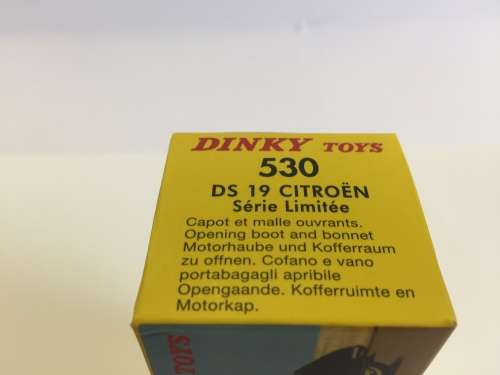 DINKY TOYS
530
DS 19 CITROËN
Série Limitée
Capot et malle ouvrants.
Opening boot and bonnet
Motorhaube und Kofferraum
zu offnen. Cofano e vano
portabagagli apribile
Opengaande. Kofferruimte en
Motorkap.
TOYS